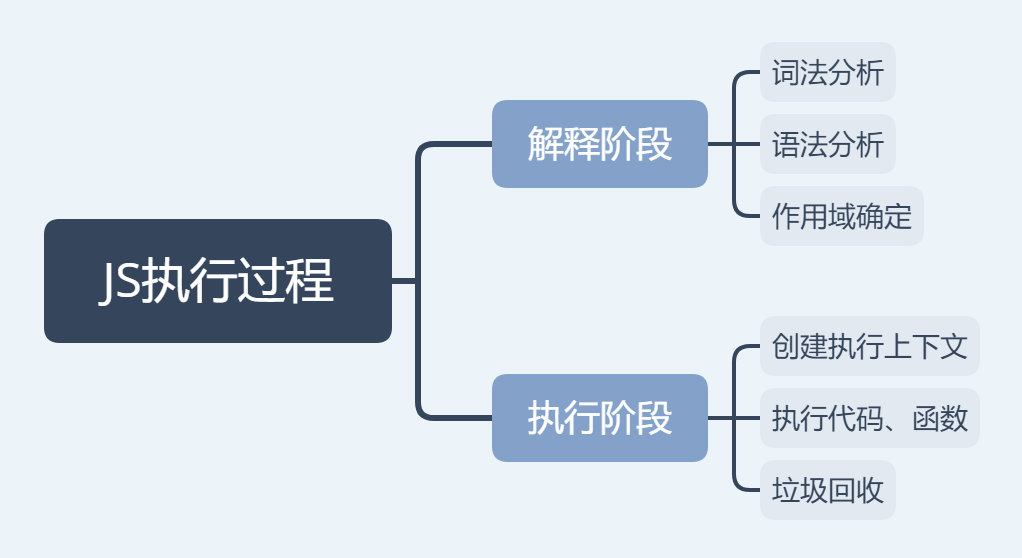 JS执行过程
解释阶段
词法分析
语法分析
作用域确定
执行阶段
创建执行上下文
执行代码、函数
垃圾回收